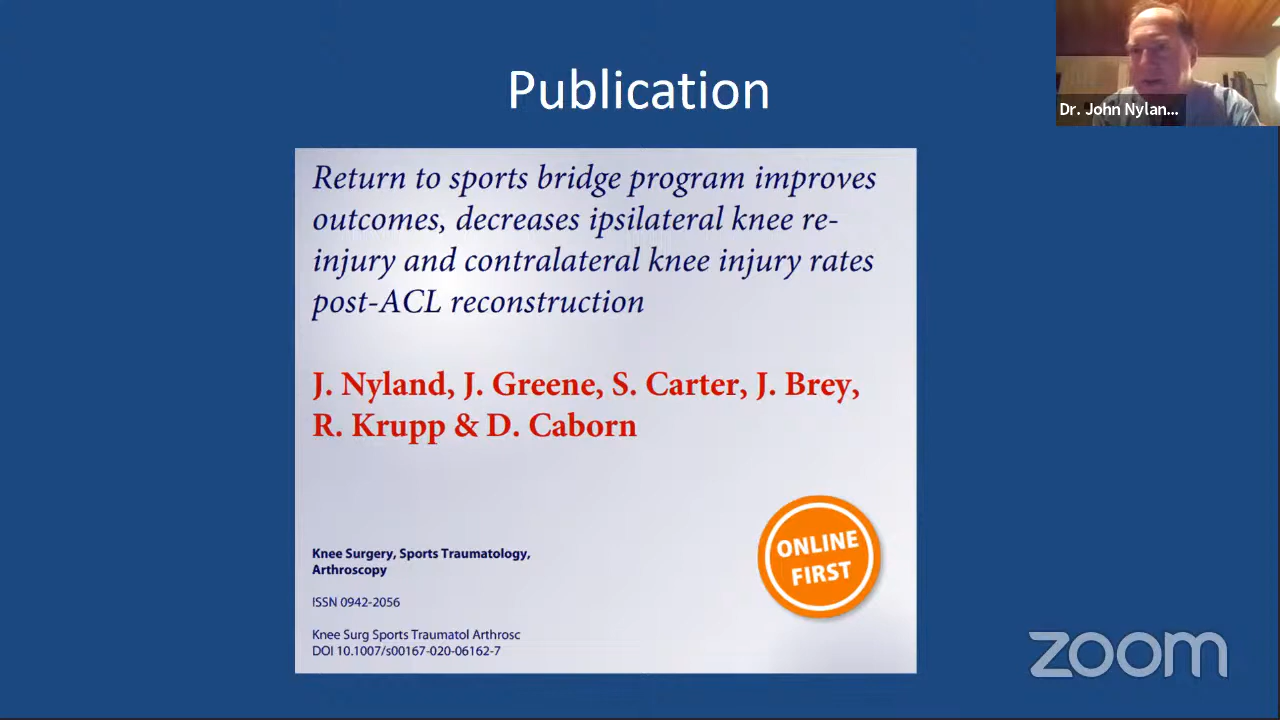 Publication
Dr. John Nylan...
Return to sports bridge program improves
outcomes, decreases ipsilateral knee re-
injury and contralateral knee injury rates
post-ACL reconstruction
J. Nyland, J. Greene, S. Carter, J. Brey,
R. Krupp & D. Caborn
Knee Surgery, Sports Traumatology,
Arthroscopy
ISSN 0942-2056
Knee Surg Sports Traumatol Arthrosc
DOI 10.1007/s00167-020-06162-7
ONLINE
FIRST
zoom